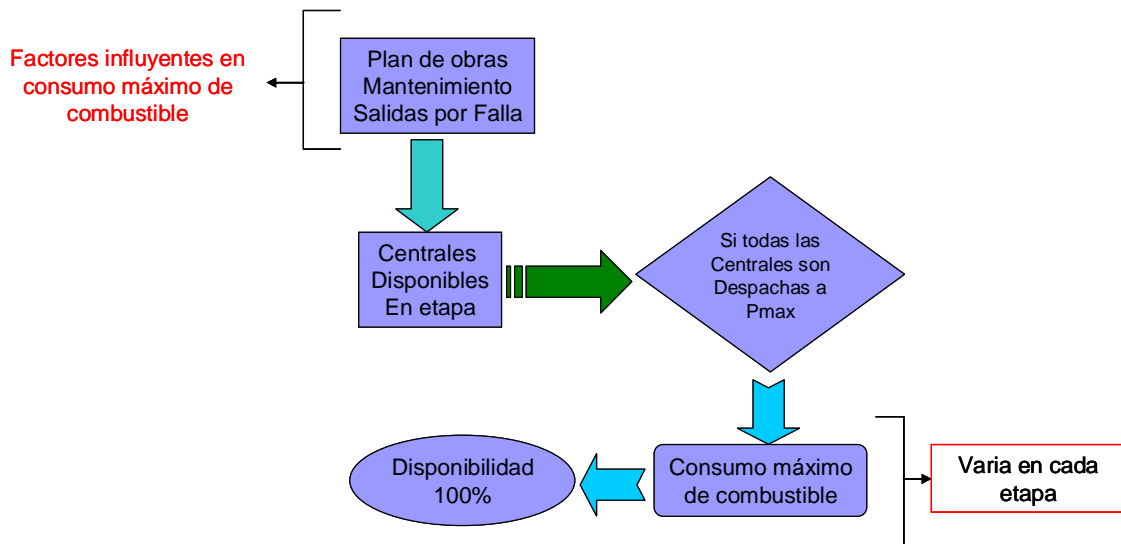 Factores influyentes en
consumo máximo de
combustible
Plan de obras
Mantenimiento
Salidas por Falla
Centrales
Disponibles
En etapa
Si todas las
Centrales son
Despachas a
Pmax
Disponibilidad
100%
Consumo máximo
de combustible
Varia en cada
etapa